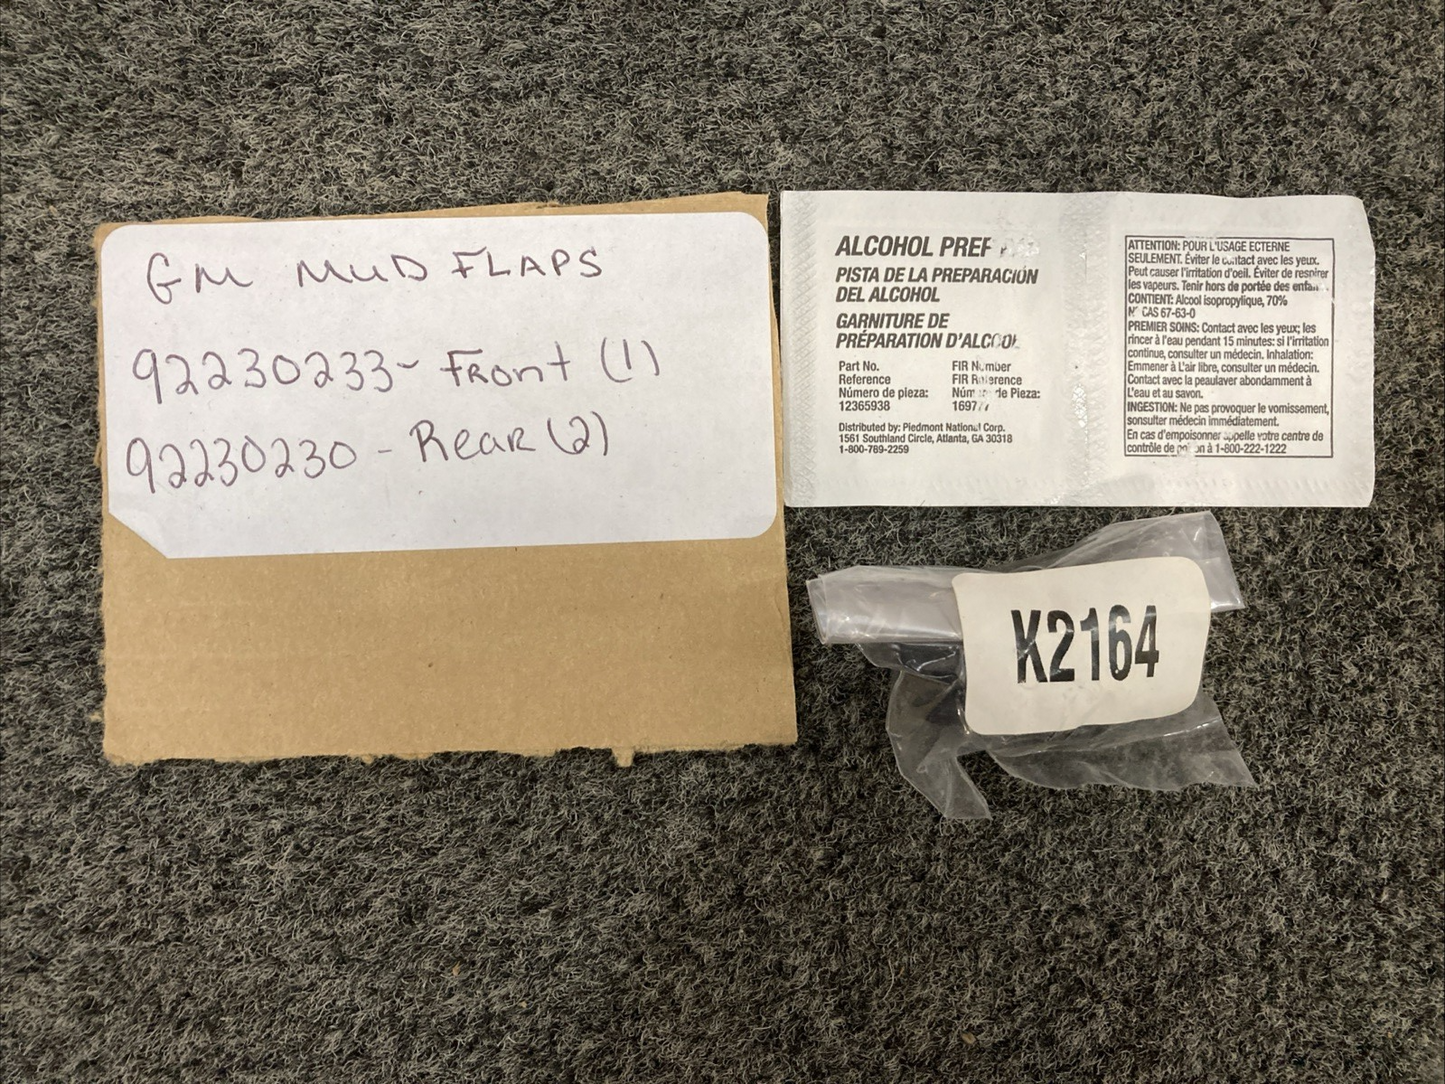 GM MUD FLAPS
92230233- Front (1)
92230230 - Rear (2)
ALCOHOL PREP
PISTA DE LA PREPARACIÓN
DEL ALCOHOL
GARNITURE DE
PRÉPARATION D'ALCOOL
Part No.
Reference
Número de pieza:
12365938
FIR Number
FIR Reference
Núm de Pieza:
169777
Distributed by: Piedmont National Corp.
1561 Southland Circle, Atlanta, GA 30318
1-800-789-2259
ATTENTION: POUR L'USAGE ECTERNE
SEULEMENT. Éviter le contact avec les yeux.
Peut causer l'irritation d'oeil. Éviter de respirer
les vapeurs. Tenir hors de portée des enfan
CONTIENT: Alcool isopropylique, 70%
N° CAS 67-63-0
PREMIER SOINS: Contact avec les yeux; les
rincer à l'eau pendant 15 minutes: si l'irritation
continue, consulter un médecin. Inhalation:
Emmener à L'air libre, consulter un médecin.
Contact avec la peaulaver abondamment à
L'eau et au savon.
INGESTION: Ne pas provoquer le vomissement,
sonsulter médecin immédiatement.
En cas d'empoisonner appelle votre centre de
contrôle de poison à 1-800-222-1222
K2164